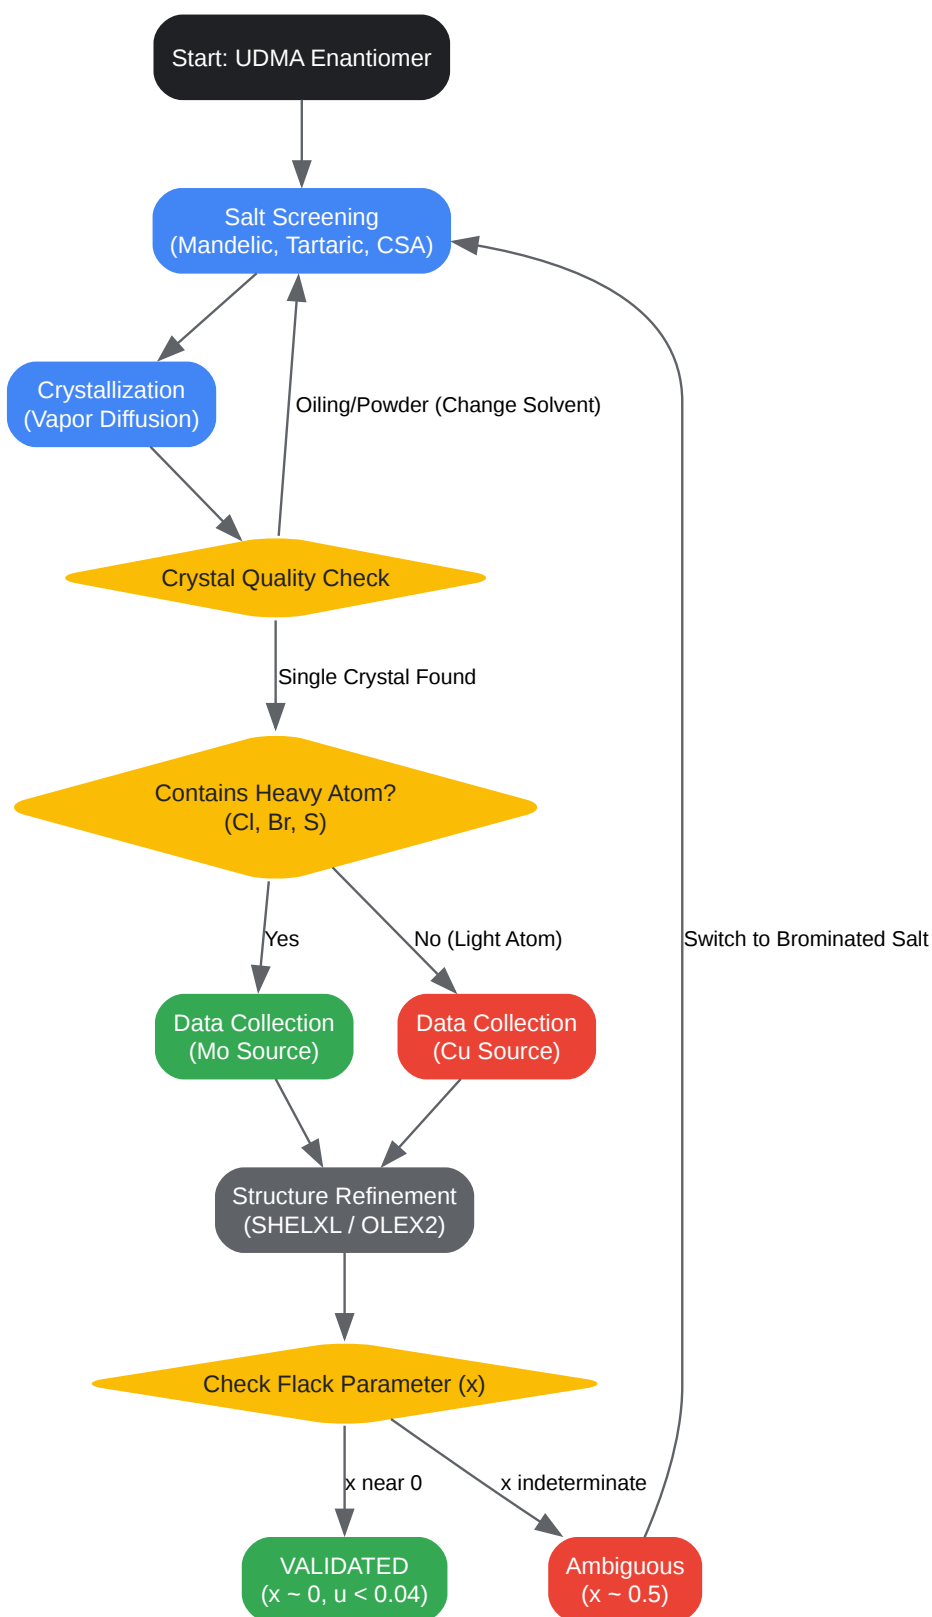 Start: UDMA Enantiomer
Salt Screening
(Mandelic, Tartaric, CSA)
Crystallization
(Vapor Diffusion)
Oiling/Powder (Change Solvent)
Crystal Quality Check
Single Crystal Found
Contains Heavy Atom?
(Cl, Br, S)
Yes
No (Light Atom)
Switch to Brominated Salt
Data Collection
(Mo Source)
Data Collection
(Cu Source)
Structure Refinement
(SHELXL / OLEX2)
Check Flack Parameter (x)
x near 0
x indeterminate
VALIDATED
(x ~ 0, u < 0.04)
Ambiguous
(x ~ 0.5)